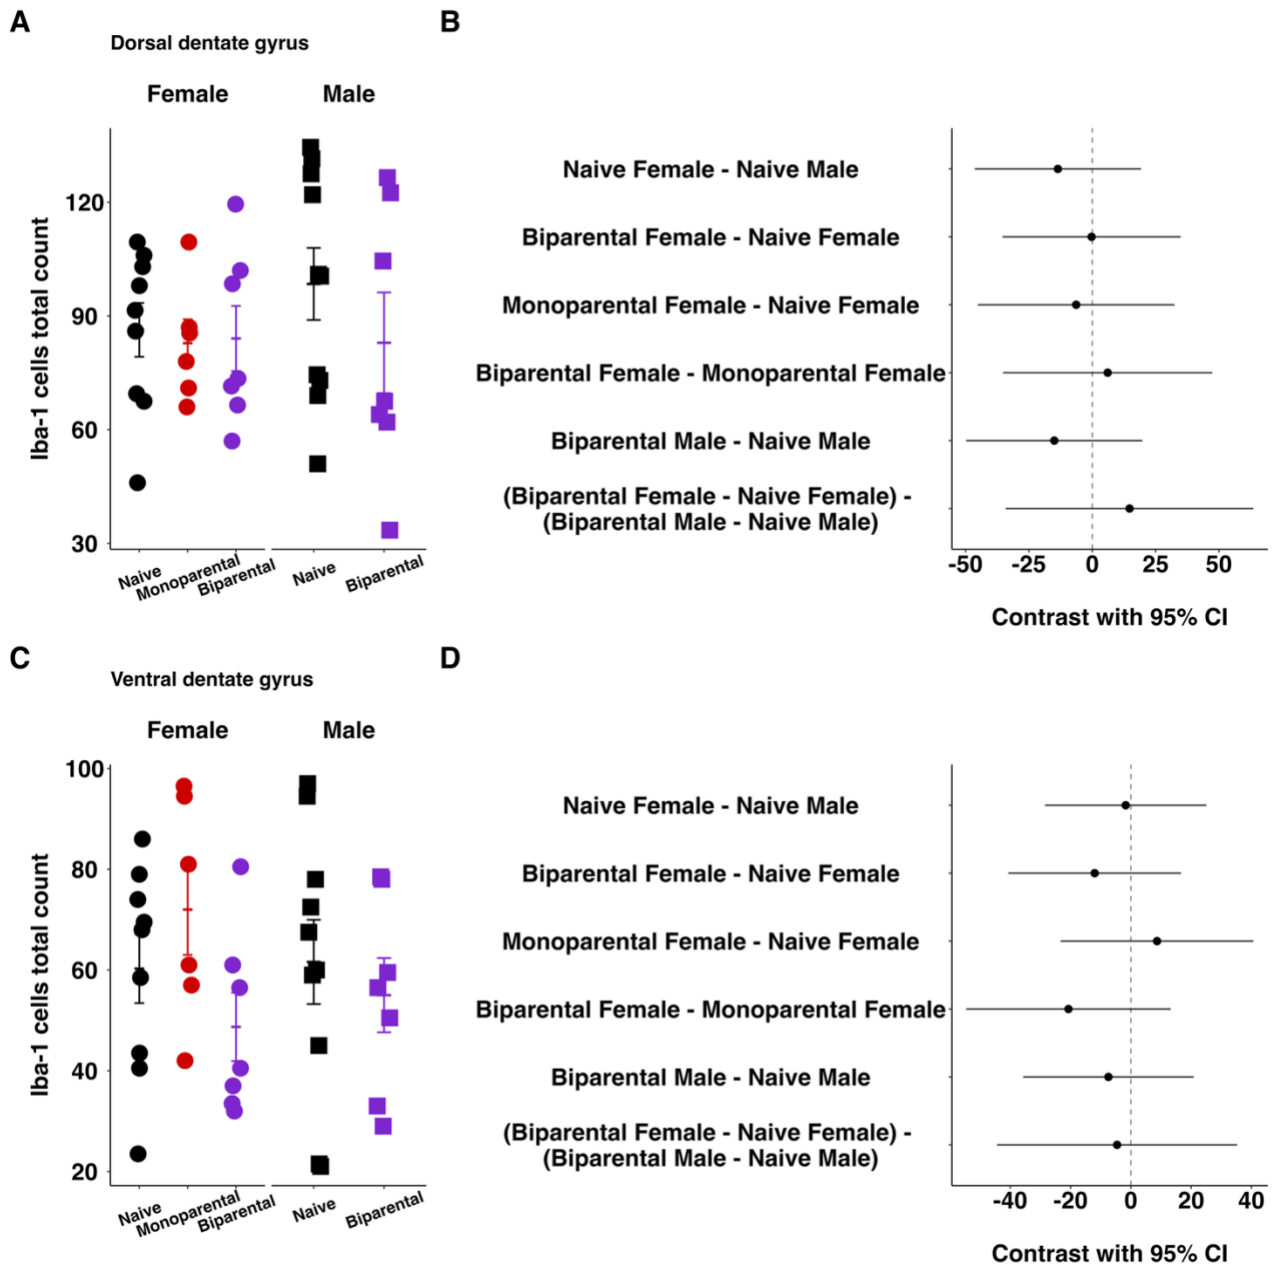 A
B
Dorsal dentate gyrus
Female
Male
Iba-1 cells total count
120
90
60
30
Naive
Monoparental
Biparental
Naive
Biparental
Naive Female - Naive Male
Biparental Female - Naive Female
Monoparental Female - Naive Female
Biparental Female - Monoparental Female
Biparental Male - Naive Male
(Biparental Female - Naive Female) -
(Biparental Male - Naive Male)
-50
-25
0
25
50
Contrast with 95% CI
C
D
Ventral dentate gyrus
Female
Male
Iba-1 cells total count
100
80
60
40
20
Naive
Monoparental
Biparental
Naive
Biparental
Naive Female - Naive Male
Biparental Female - Naive Female
Monoparental Female - Naive Female
Biparental Female - Monoparental Female
Biparental Male - Naive Male
(Biparental Female - Naive Female) -
(Biparental Male - Naive Male)
-40
-20
0
20
40
Contrast with 95% CI